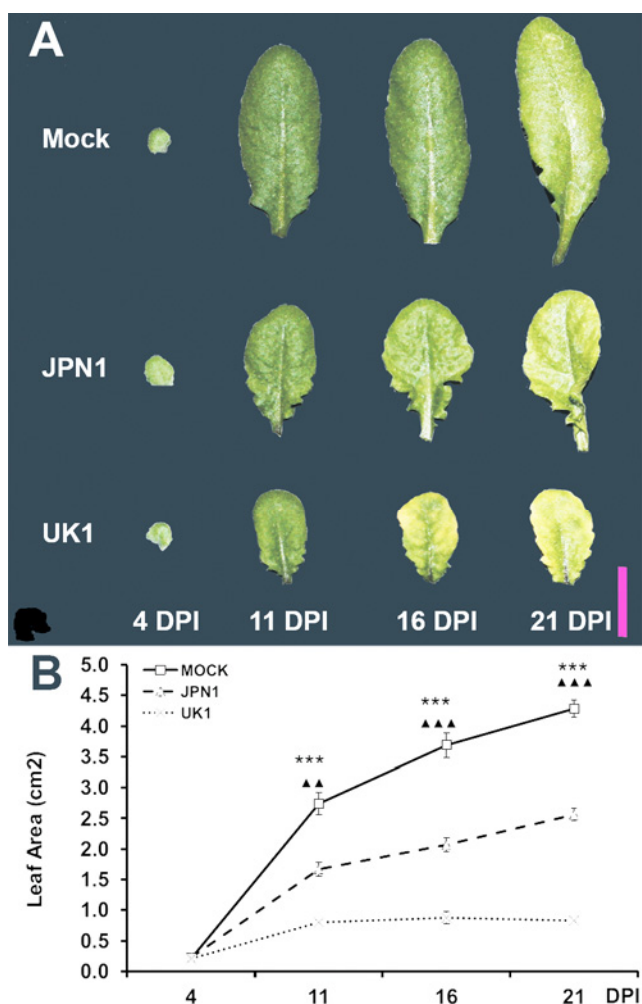 A
Mock
JPN1
UK1
4 DPI 11 DPI 16 DPI 21 DPI
B
5.0
4.5
4.0
3.5
3.0
2.5
2.0
1.5
1.0
0.5
0.0
Leaf Area (cm2)
MOCK
JPN1
UK1
***
▲▲
***
▲▲▲
***
▲▲▲
4 11 16 21 DPI